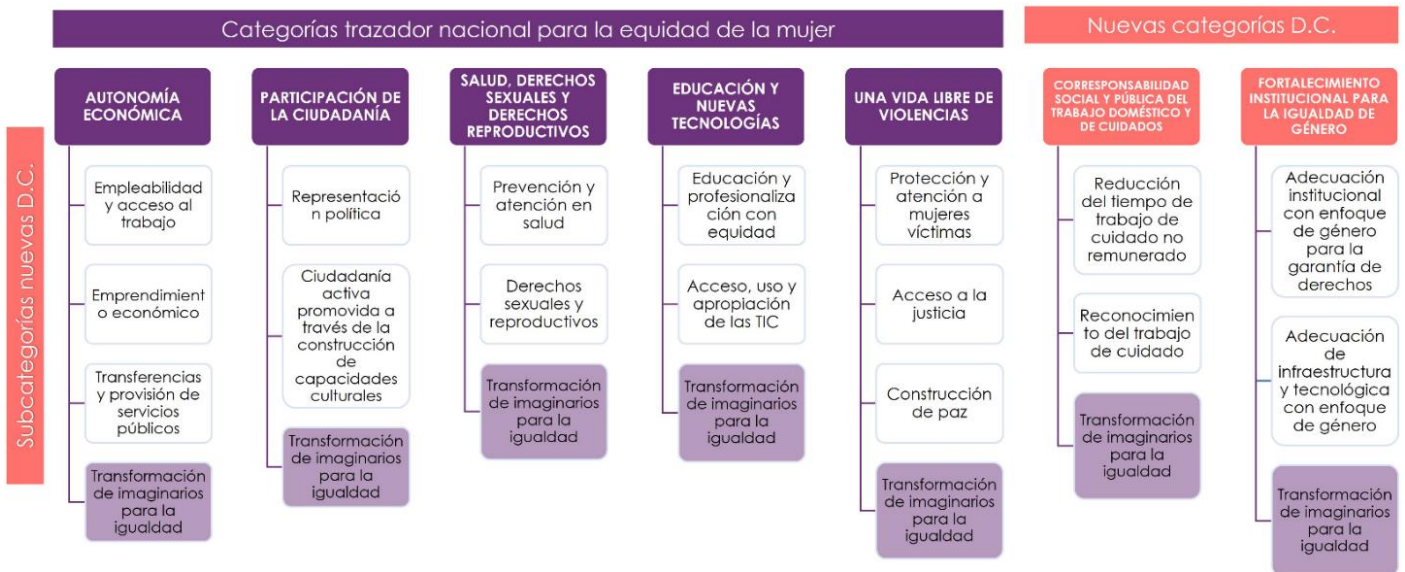 Categorías trazador nacional para la equidad de la mujer
Nuevas categorías D.C.
Subcategorías nuevas D.C.
AUTONOMÍA
ECONÓMICA
Empleabilidad
y acceso al
trabajo
Emprendimient
o económico
Transferencias
y provisión de
servicios
públicos
Transformación
de imaginarios
para la
igualdad
PARTICIPACIÓN DE
LA CIUDADANÍA
Representació
n política
Ciudadanía
activa
promovida a
través de la
construcción
de
capacidades
culturales
Transformación
de imaginarios
para la
igualdad
SALUD, DERECHOS
SEXUALES Y
DERECHOS
REPRODUCTIVOS
Prevención y
atención en
salud
Derechos
sexuales y
reproductivos
Transformación
de imaginarios
para la
igualdad
EDUCACIÓN Y
NUEVAS
TECNOLOGÍAS
Educación y
profesionaliza
ción con
equidad
Acceso, uso y
apropiación
de las TIC
Transformación
de imaginarios
para la
igualdad
UNA VIDA LIBRE DE
VIOLENCIAS
Protección y
atención a
mujeres
víctimas
Acceso a la
justicia
Construcción
de paz
Transformación
de imaginarios
para la
igualdad
CORRESPONSABILIDAD
SOCIAL Y PÚBLICA DEL
TRABAJO DOMÉSTICO Y
DE CUIDADOS
Reducción
del tiempo de
trabajo de
cuidado no
remunerado
Reconocimien
to del trabajo
de cuidado
Transformación
de imaginarios
para la
igualdad
FORTALECIMIENTO
INSTITUCIONAL PARA
LA IGUALDAD DE
GÉNERO
Adecuación
institucional
con enfoque
de género
para la
garantía de
derechos
Adecuación
de
infraestructura
y tecnológica
con enfoque
de género
Transformación
de imaginarios
para la
igualdad